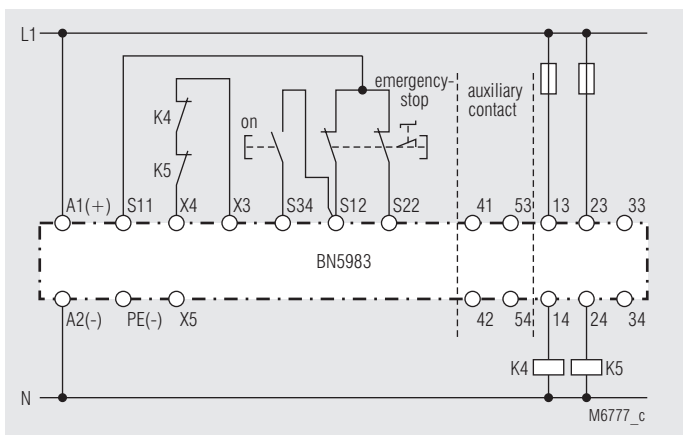 L1
emergency-
stop
auxiliary
contact
K4
on
K5
A1(+) S11 X4 X3 S34 S12 S22 41 53 13 23 33
BN5983
A2(-) PE(-) X5 42 54 14 24 34
K4 K5
N
M6777_c